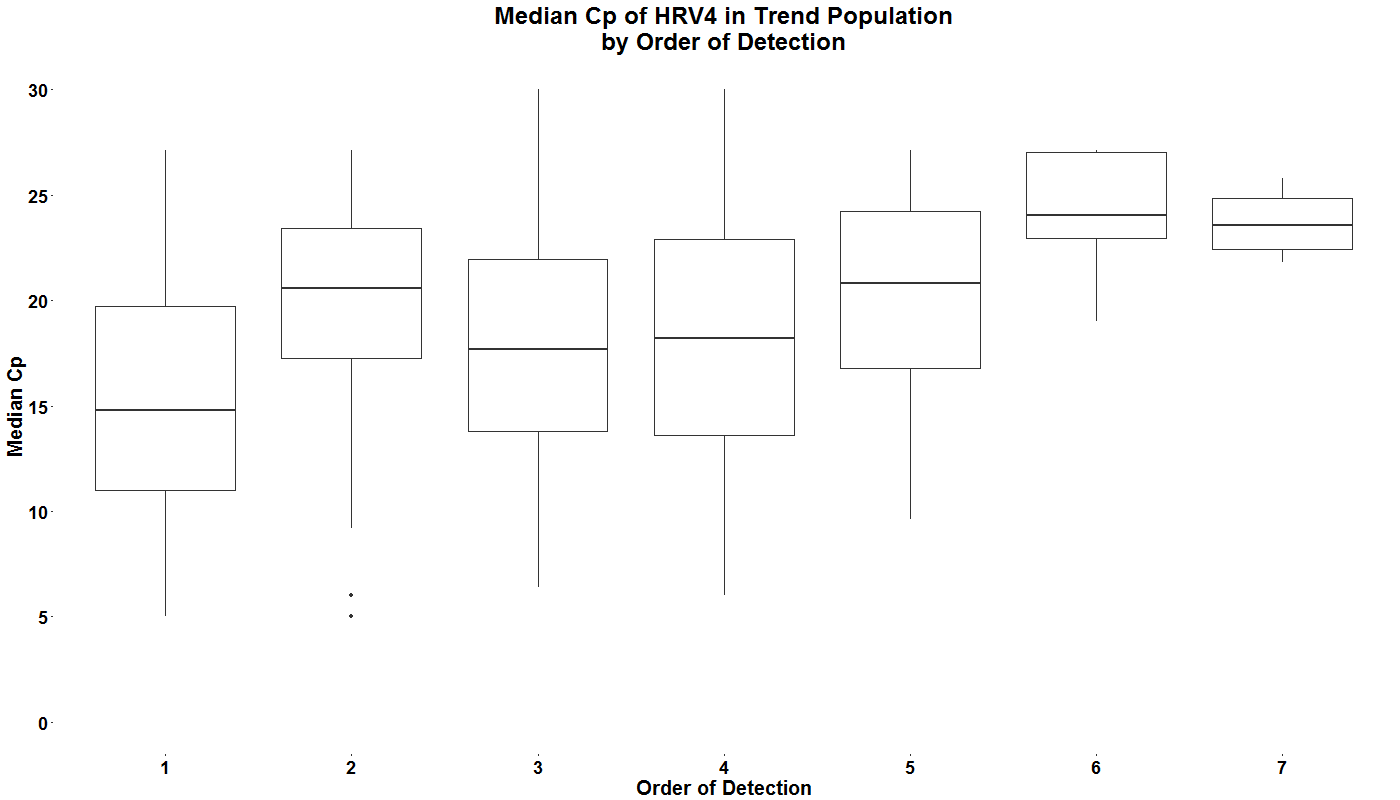 Median Cp of HRV4 in Trend Population
by Order of Detection
30
25
20
15
10
5
0
Median Cp
1 2 3 4 5 6 7
Order of Detection